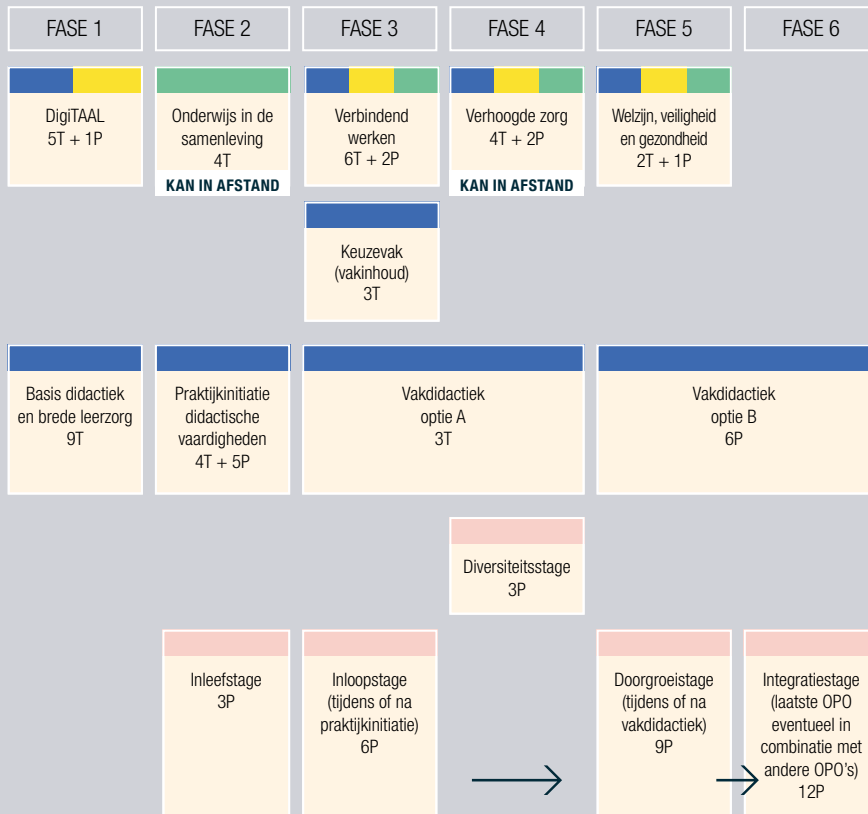 FASE 1
FASE 2
FASE 3
FASE 4
FASE 5
FASE 6
DigiTAAL
5T + 1P
Onderwijs in de
samenleving
4T
KAN IN AFSTAND
Verbindend
werken
6T + 2P
Verhoogde zorg
4T + 2P
KAN IN AFSTAND
Welzijn, veiligheid
en gezondheid
2T + 1P
Keuzevak
(vakinhoud)
3T
Basis didactiek
en brede leerzorg
9T
Praktijkinitiatie
didactische
vaardigheden
4T + 5P
Vakdidactiek
optie A
3T
Vakdidactiek
optie B
6P
Diversiteitsstage
3P
Inleefstage
3P
Inloopstage
(tijdens of na
praktijkinitiatie)
6P
Doorgroeistage
(tijdens of na
vakdidactiek)
9P
Integratiestage
(laatste OPO
eventueel in
combinatie met
andere OPO's)
12P